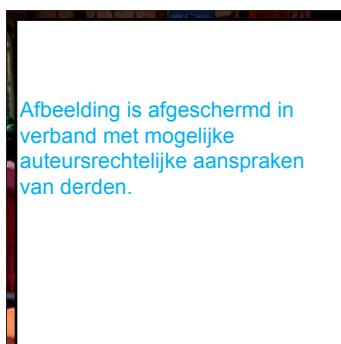 Afbeelding is afgeschermd in
verband met mogelijke
auteursrechtelijke aanspraken
van derden.